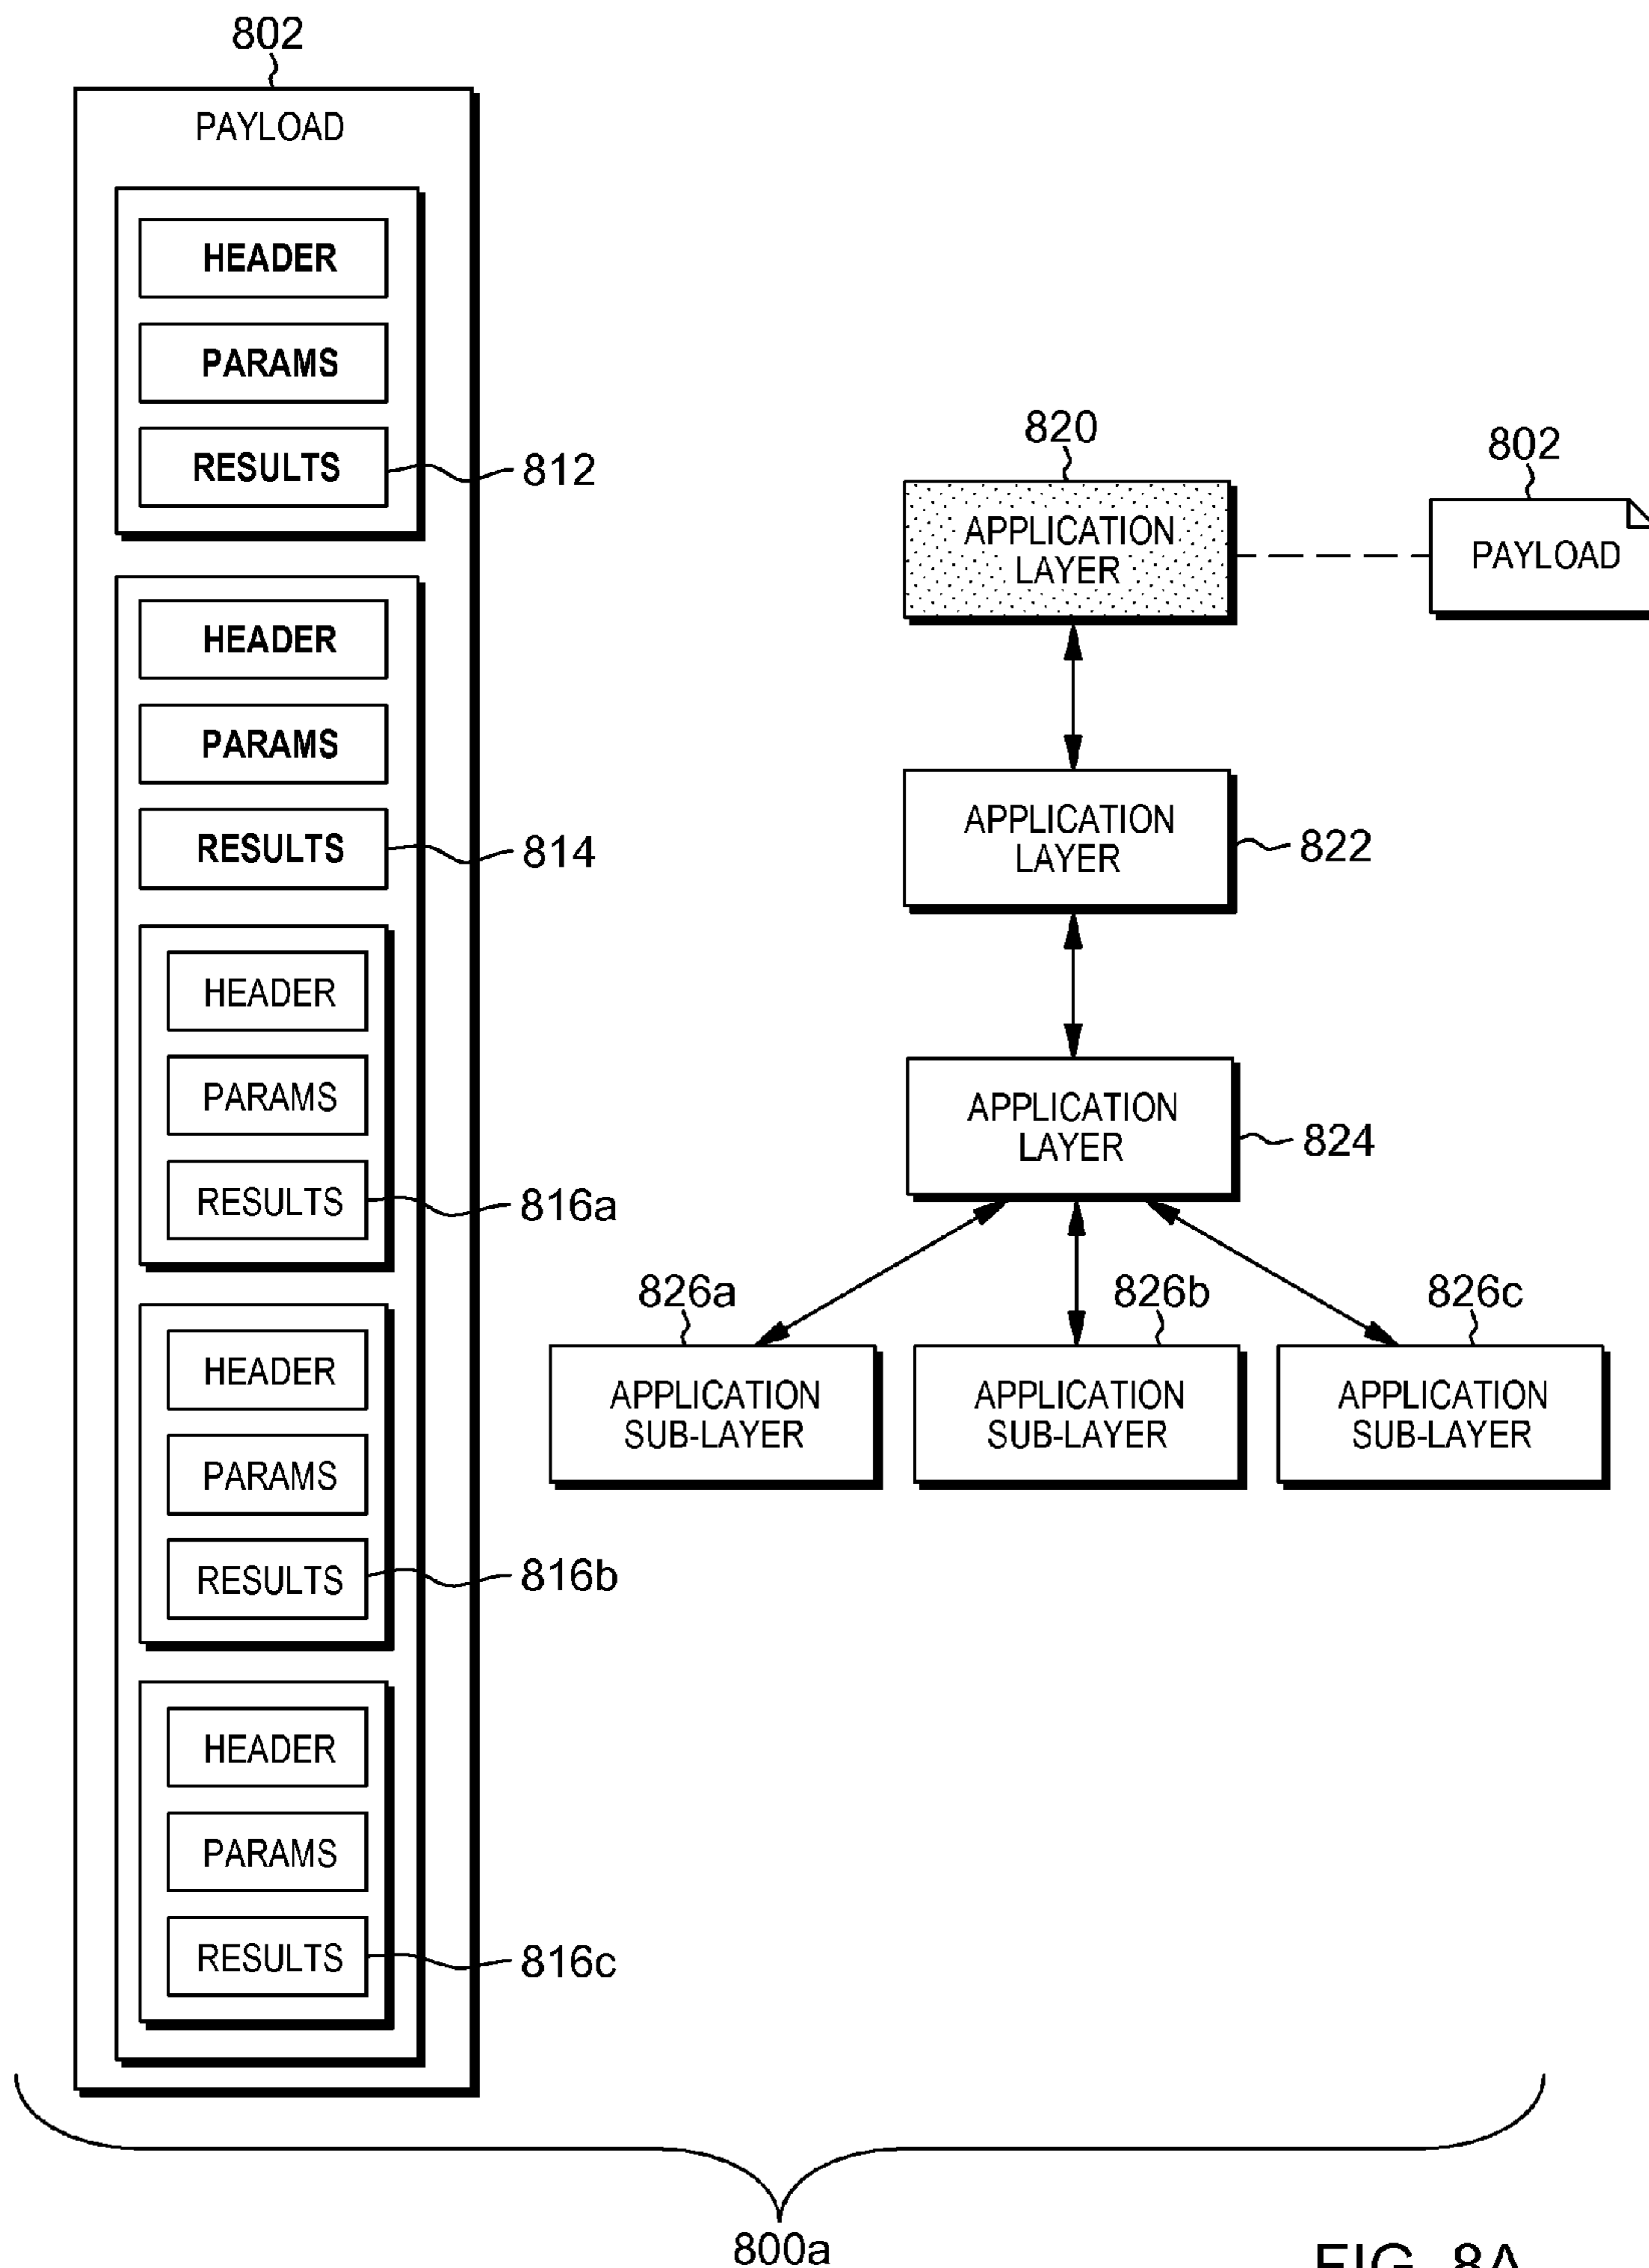 802
PAYLOAD
HEADER
PARAMS
RESULTS
812
HEADER
PARAMS
RESULTS
814
HEADER
PARAMS
RESULTS
816a
HEADER
PARAMS
RESULTS
816b
HEADER
PARAMS
RESULTS
816c
820
APPLICATION
LAYER
802
PAYLOAD
APPLICATION
LAYER
822
APPLICATION
LAYER
824
826a
826b
826c
APPLICATION
SUB-LAYER
APPLICATION
SUB-LAYER
APPLICATION
SUB-LAYER
800a
FIG. 8A